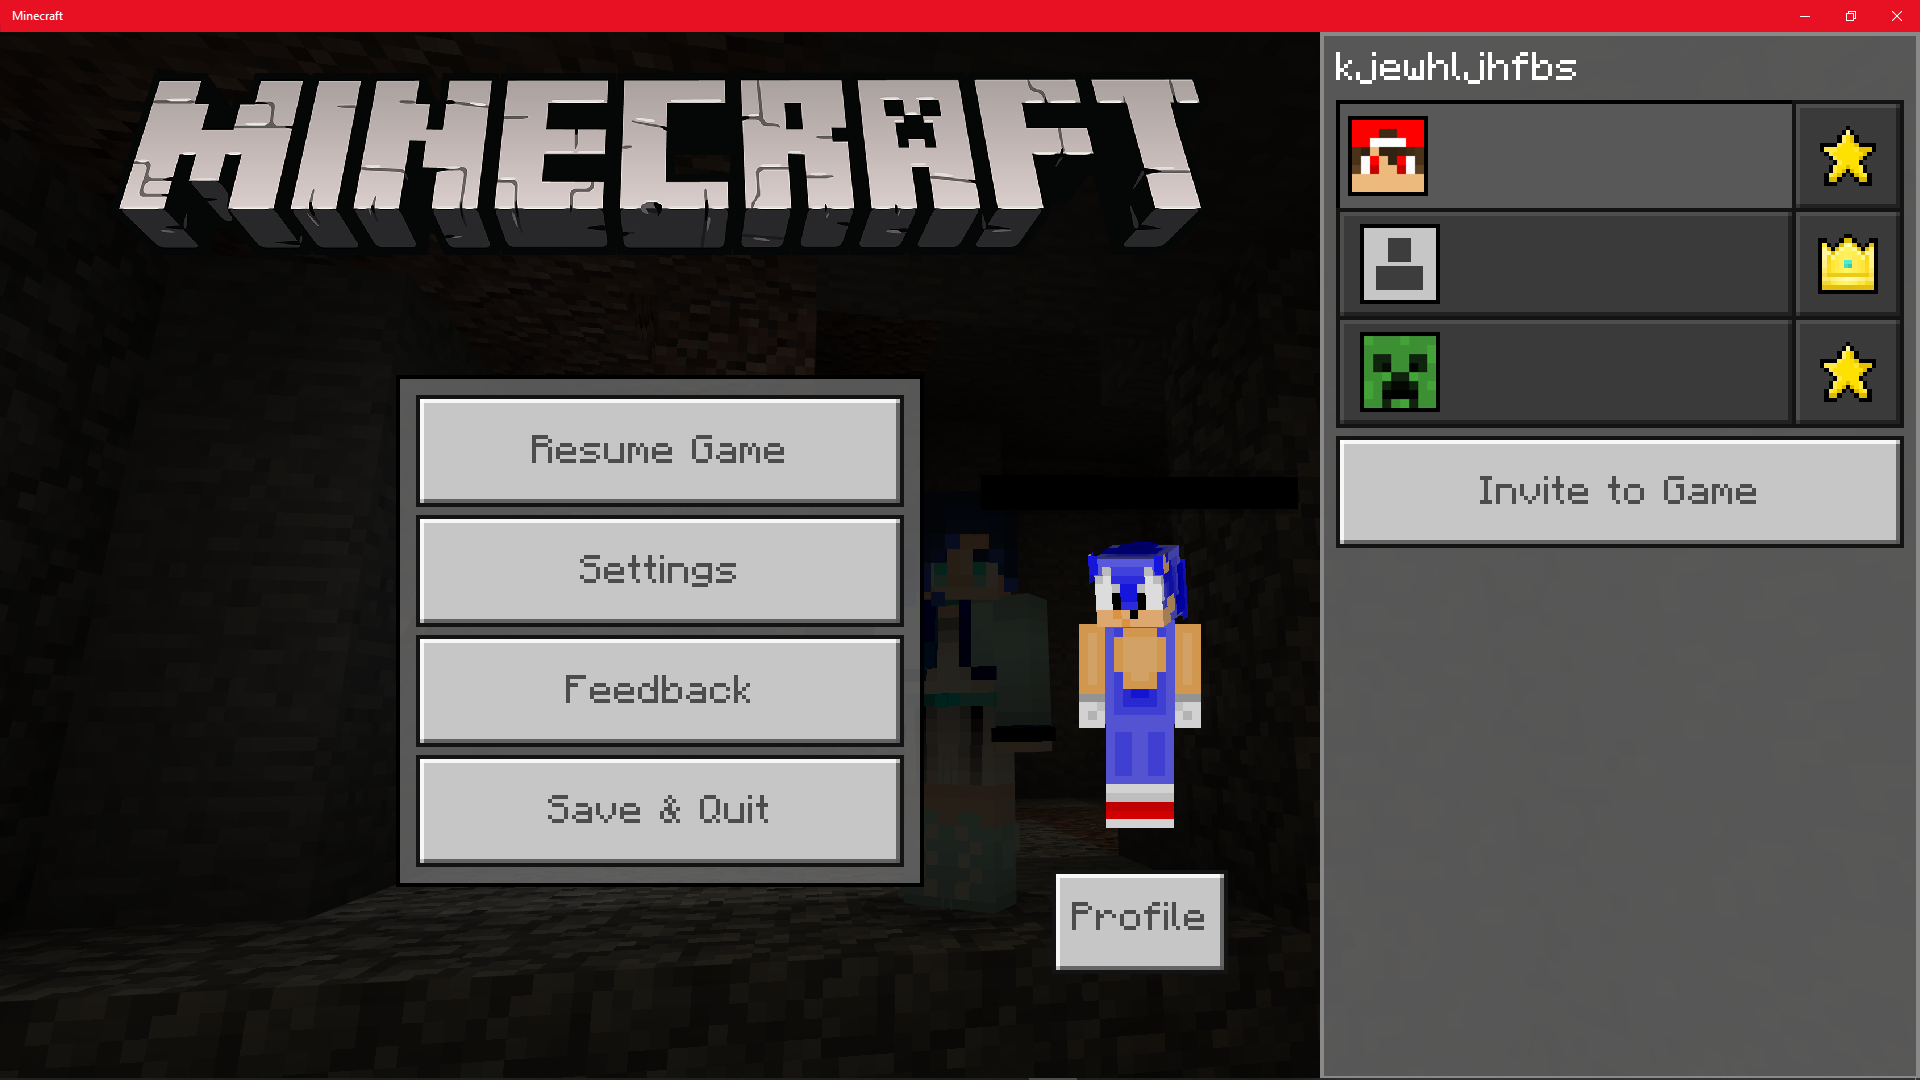 Minecraft
MINECRAFT
kjewhljhfbs
Resume Game
Settings
Feedback
Save & Quit
Profile
Invite to Game